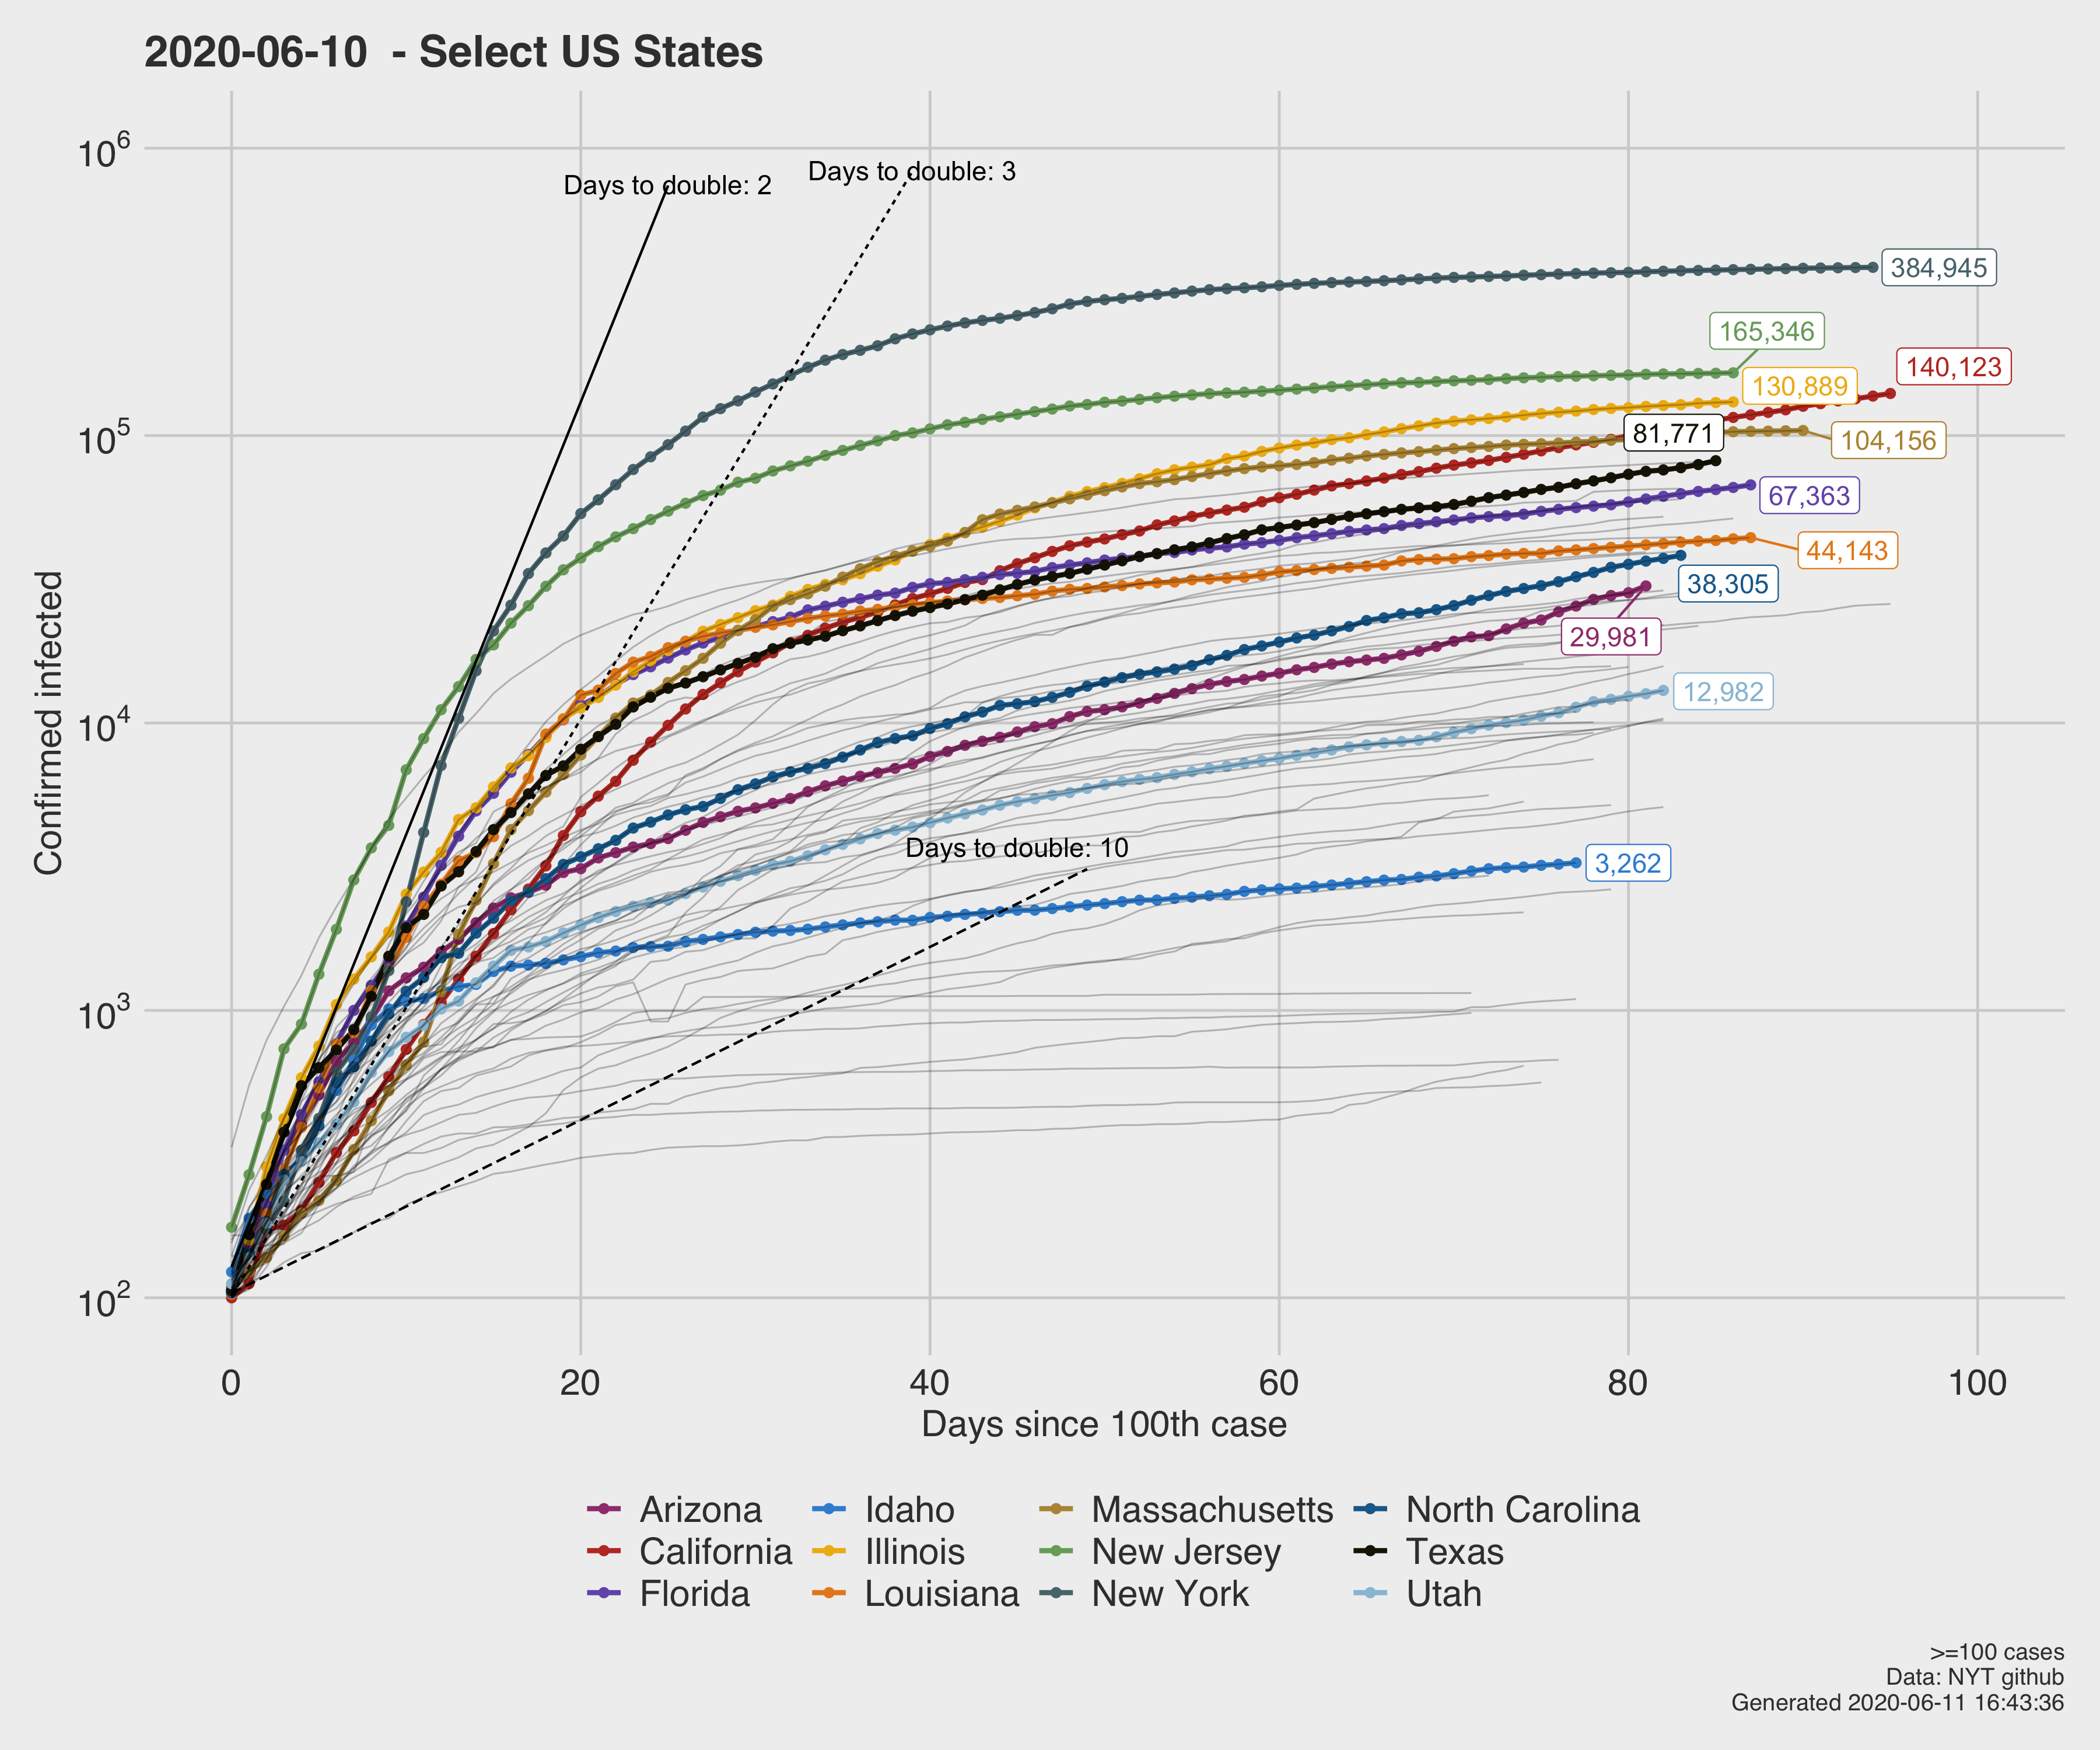 2020-06-10  - Select US States
Confirmed infected
10^6
10^5
10^4
10^3
10^2
Days to double: 2
Days to double: 3
Days to double: 10
384,945
165,346
140,123
130,889
81,771
104,156
67,363
44,143
38,305
29,981
12,982
3,262
0 20 40 60 80 100
Days since 100th case
Arizona Idaho Massachusetts North Carolina
California Illinois New Jersey Texas
Florida Louisiana New York Utah
>=100 cases
Data: NYT github
Generated 2020-06-11 16:43:36